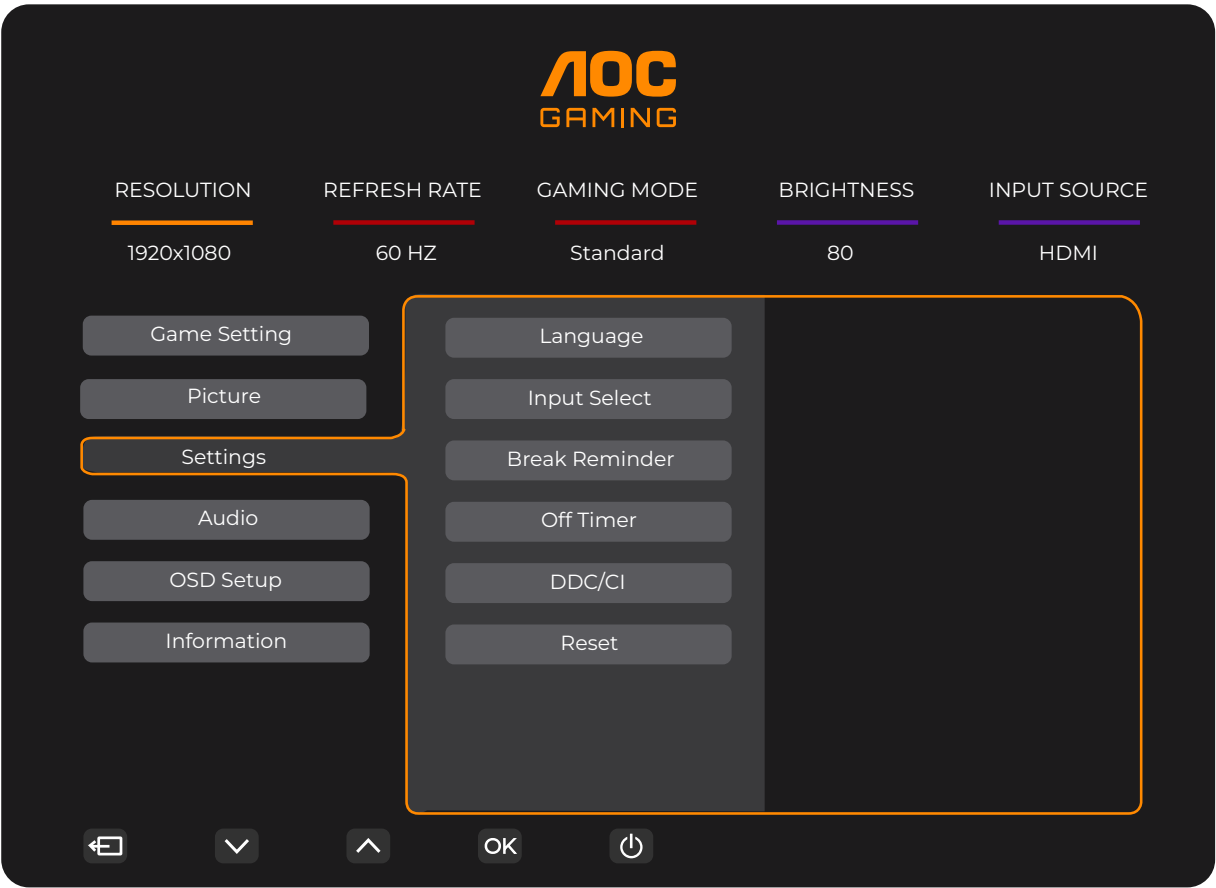 AOC
GAMING
RESOLUTION REFRESH RATE GAMING MODE BRIGHTNESS INPUT SOURCE
1920x1080 60 HZ Standard 80 HDMI
Game Setting
Picture
Settings
Audio
OSD Setup
Information
Language
Input Select
Break Reminder
Off Timer
DDC/CI
Reset
OK